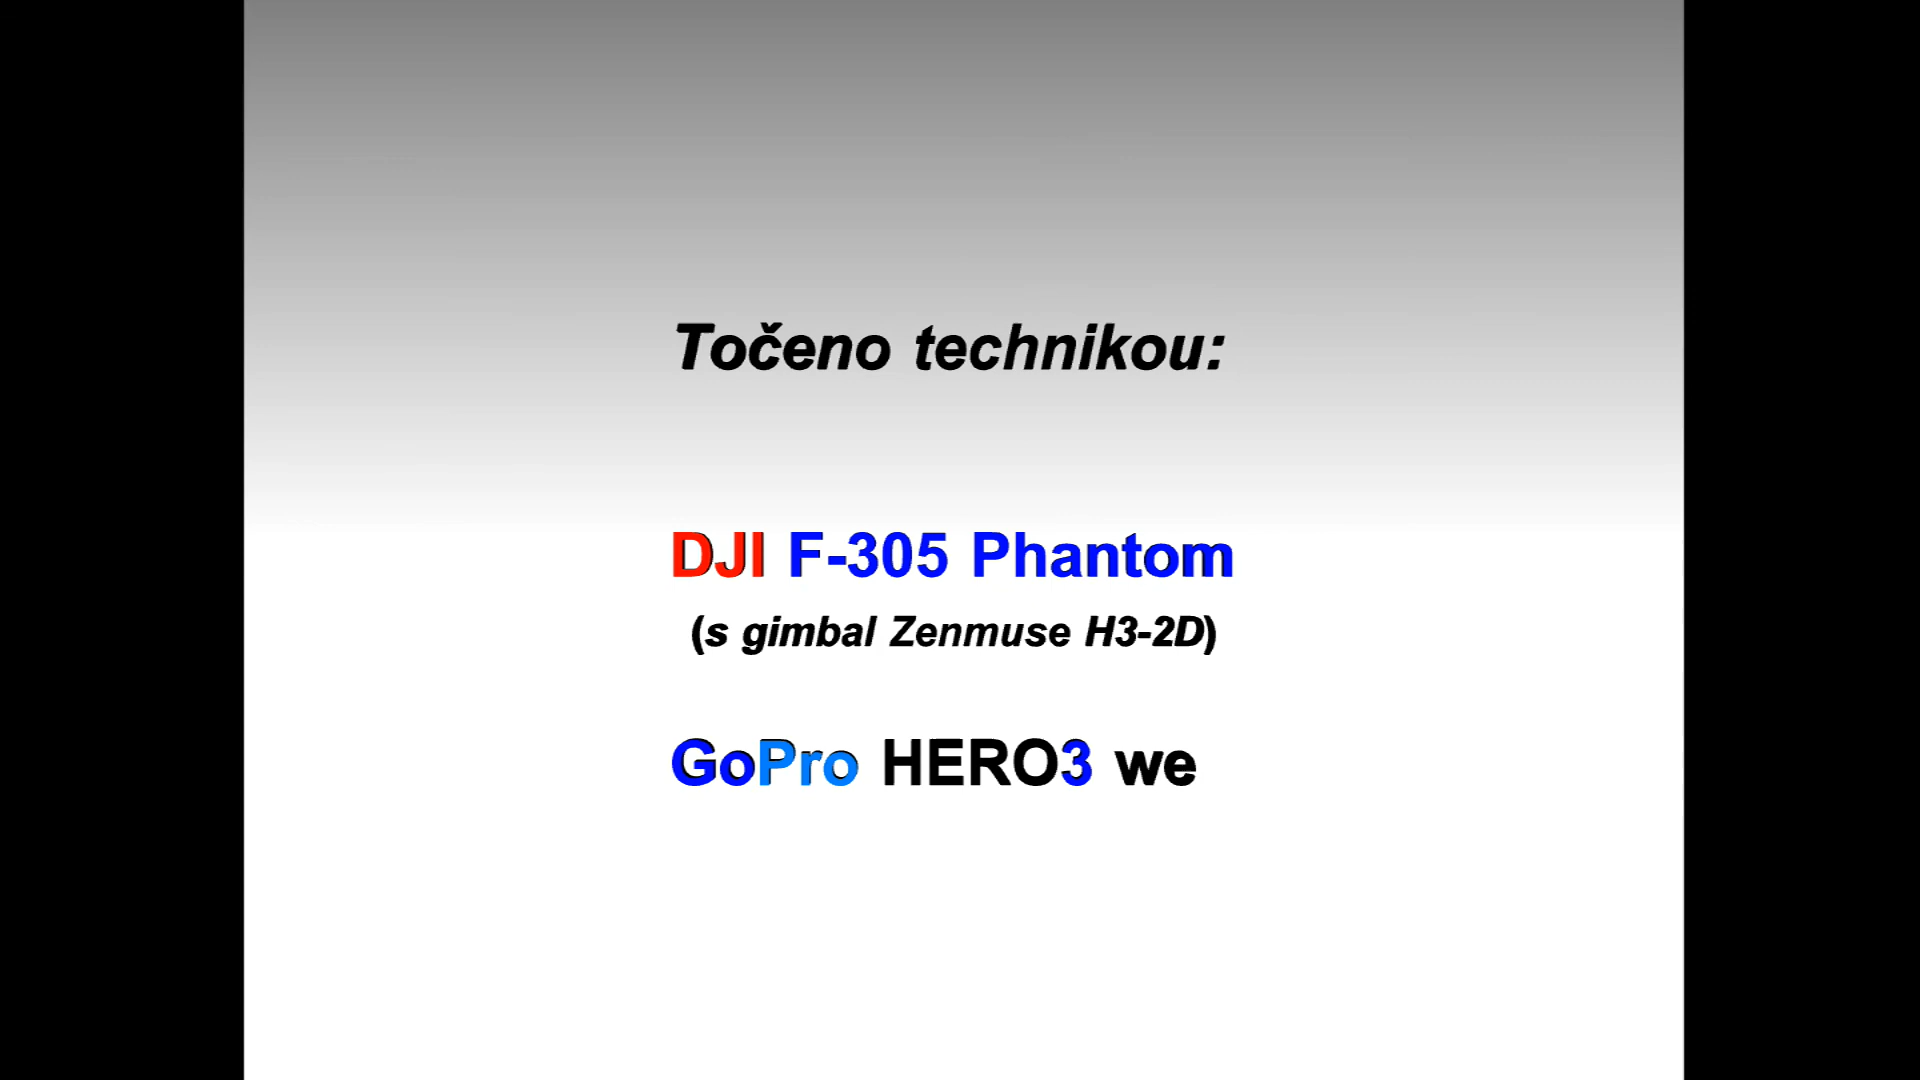 Točeno technikou:
DJI F-305 Phantom
(s gimbal Zenmuse H3-2D)
GoPro HERO3 we